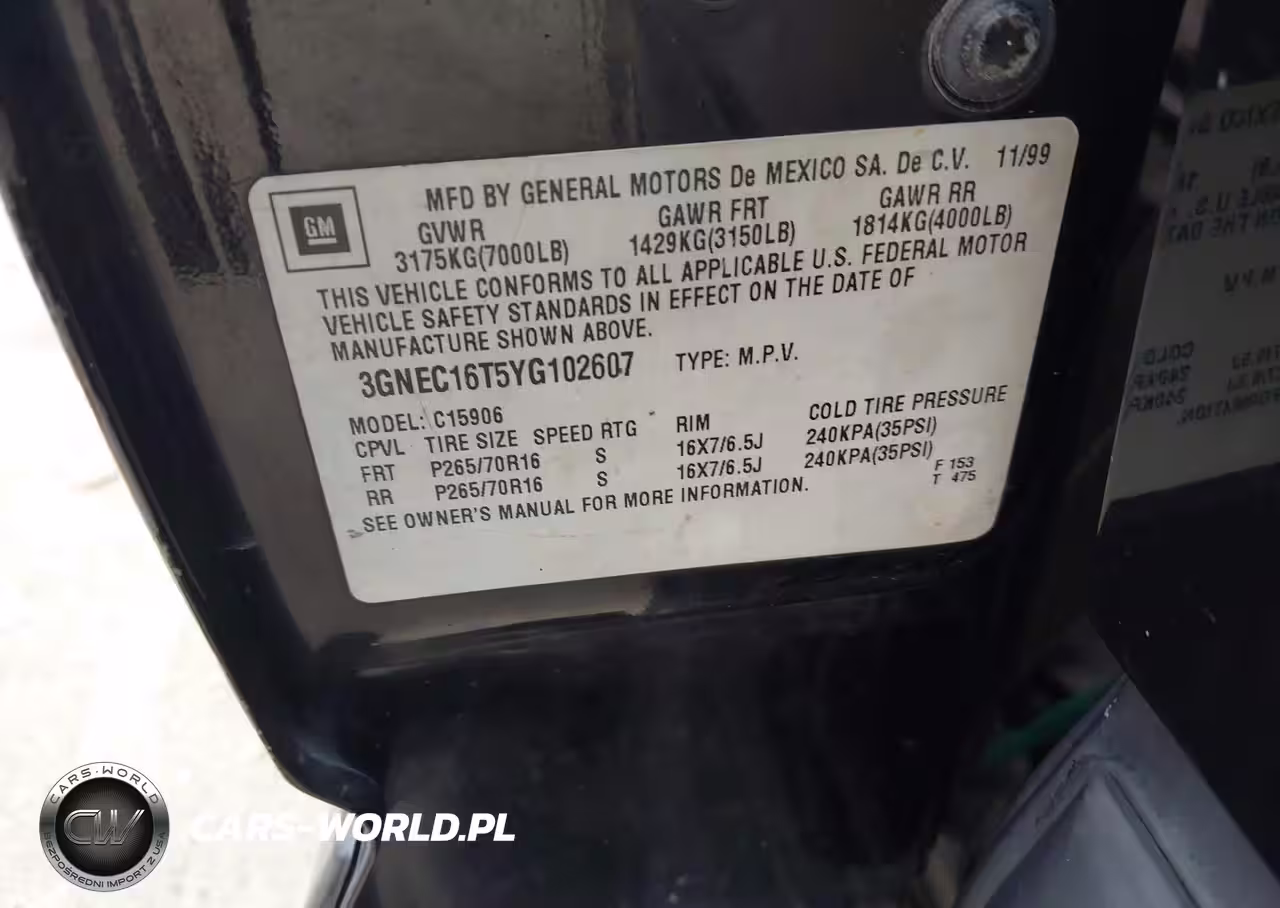 GM
MFD BY GENERAL MOTORS De MEXICO SA. De C.V. 11/99
GVWR GAWR FRT GAWR RR
3175KG(7000LB) 1429KG(3150LB) 1814KG(4000LB)
THIS VEHICLE CONFORMS TO ALL APPLICABLE U.S. FEDERAL MOTOR
VEHICLE SAFETY STANDARDS IN EFFECT ON THE DATE OF
MANUFACTURE SHOWN ABOVE.
3GNEC16T5YG102607 TYPE: M.P.V.
MODEL: C15906
CPVL TIRE SIZE SPEED RTG RIM COLD TIRE PRESSURE
FRT P265/70R16 S 16X7/6.5J 240KPA(35PSI)
RR P265/70R16 S 16X7/6.5J 240KPA(35PSI)
F 153
T 475
SEE OWNER'S MANUAL FOR MORE INFORMATION.
CARS-WORLD
CW
BEZPOŚREDNI IMPORT Z USA
CARS-WORLD.PL